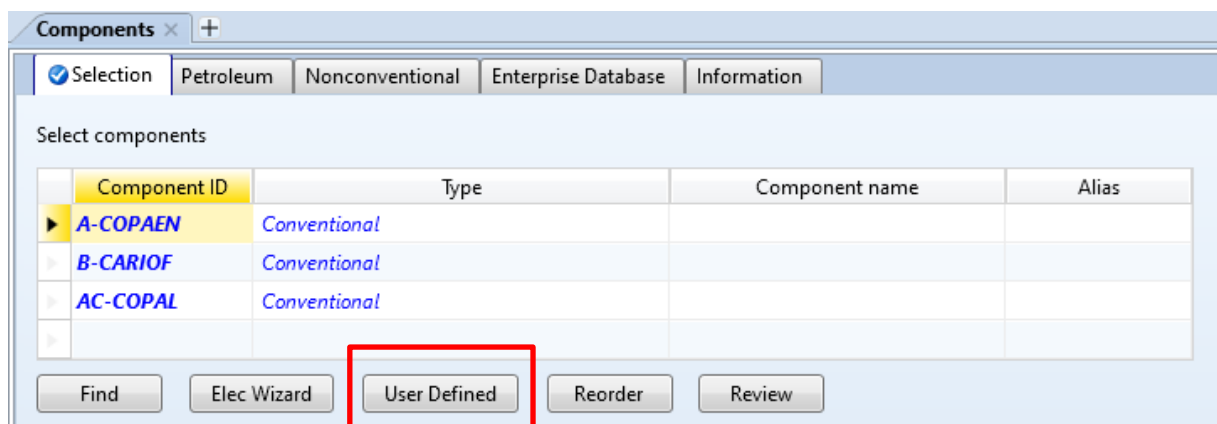 Components
Selection Petroleum Nonconventional Enterprise Database Information
Select components
Component ID Type Component name Alias
A-COPAEN Conventional
B-CARIOF Conventional
AC-COPAL Conventional
Find Elec Wizard User Defined Reorder Review